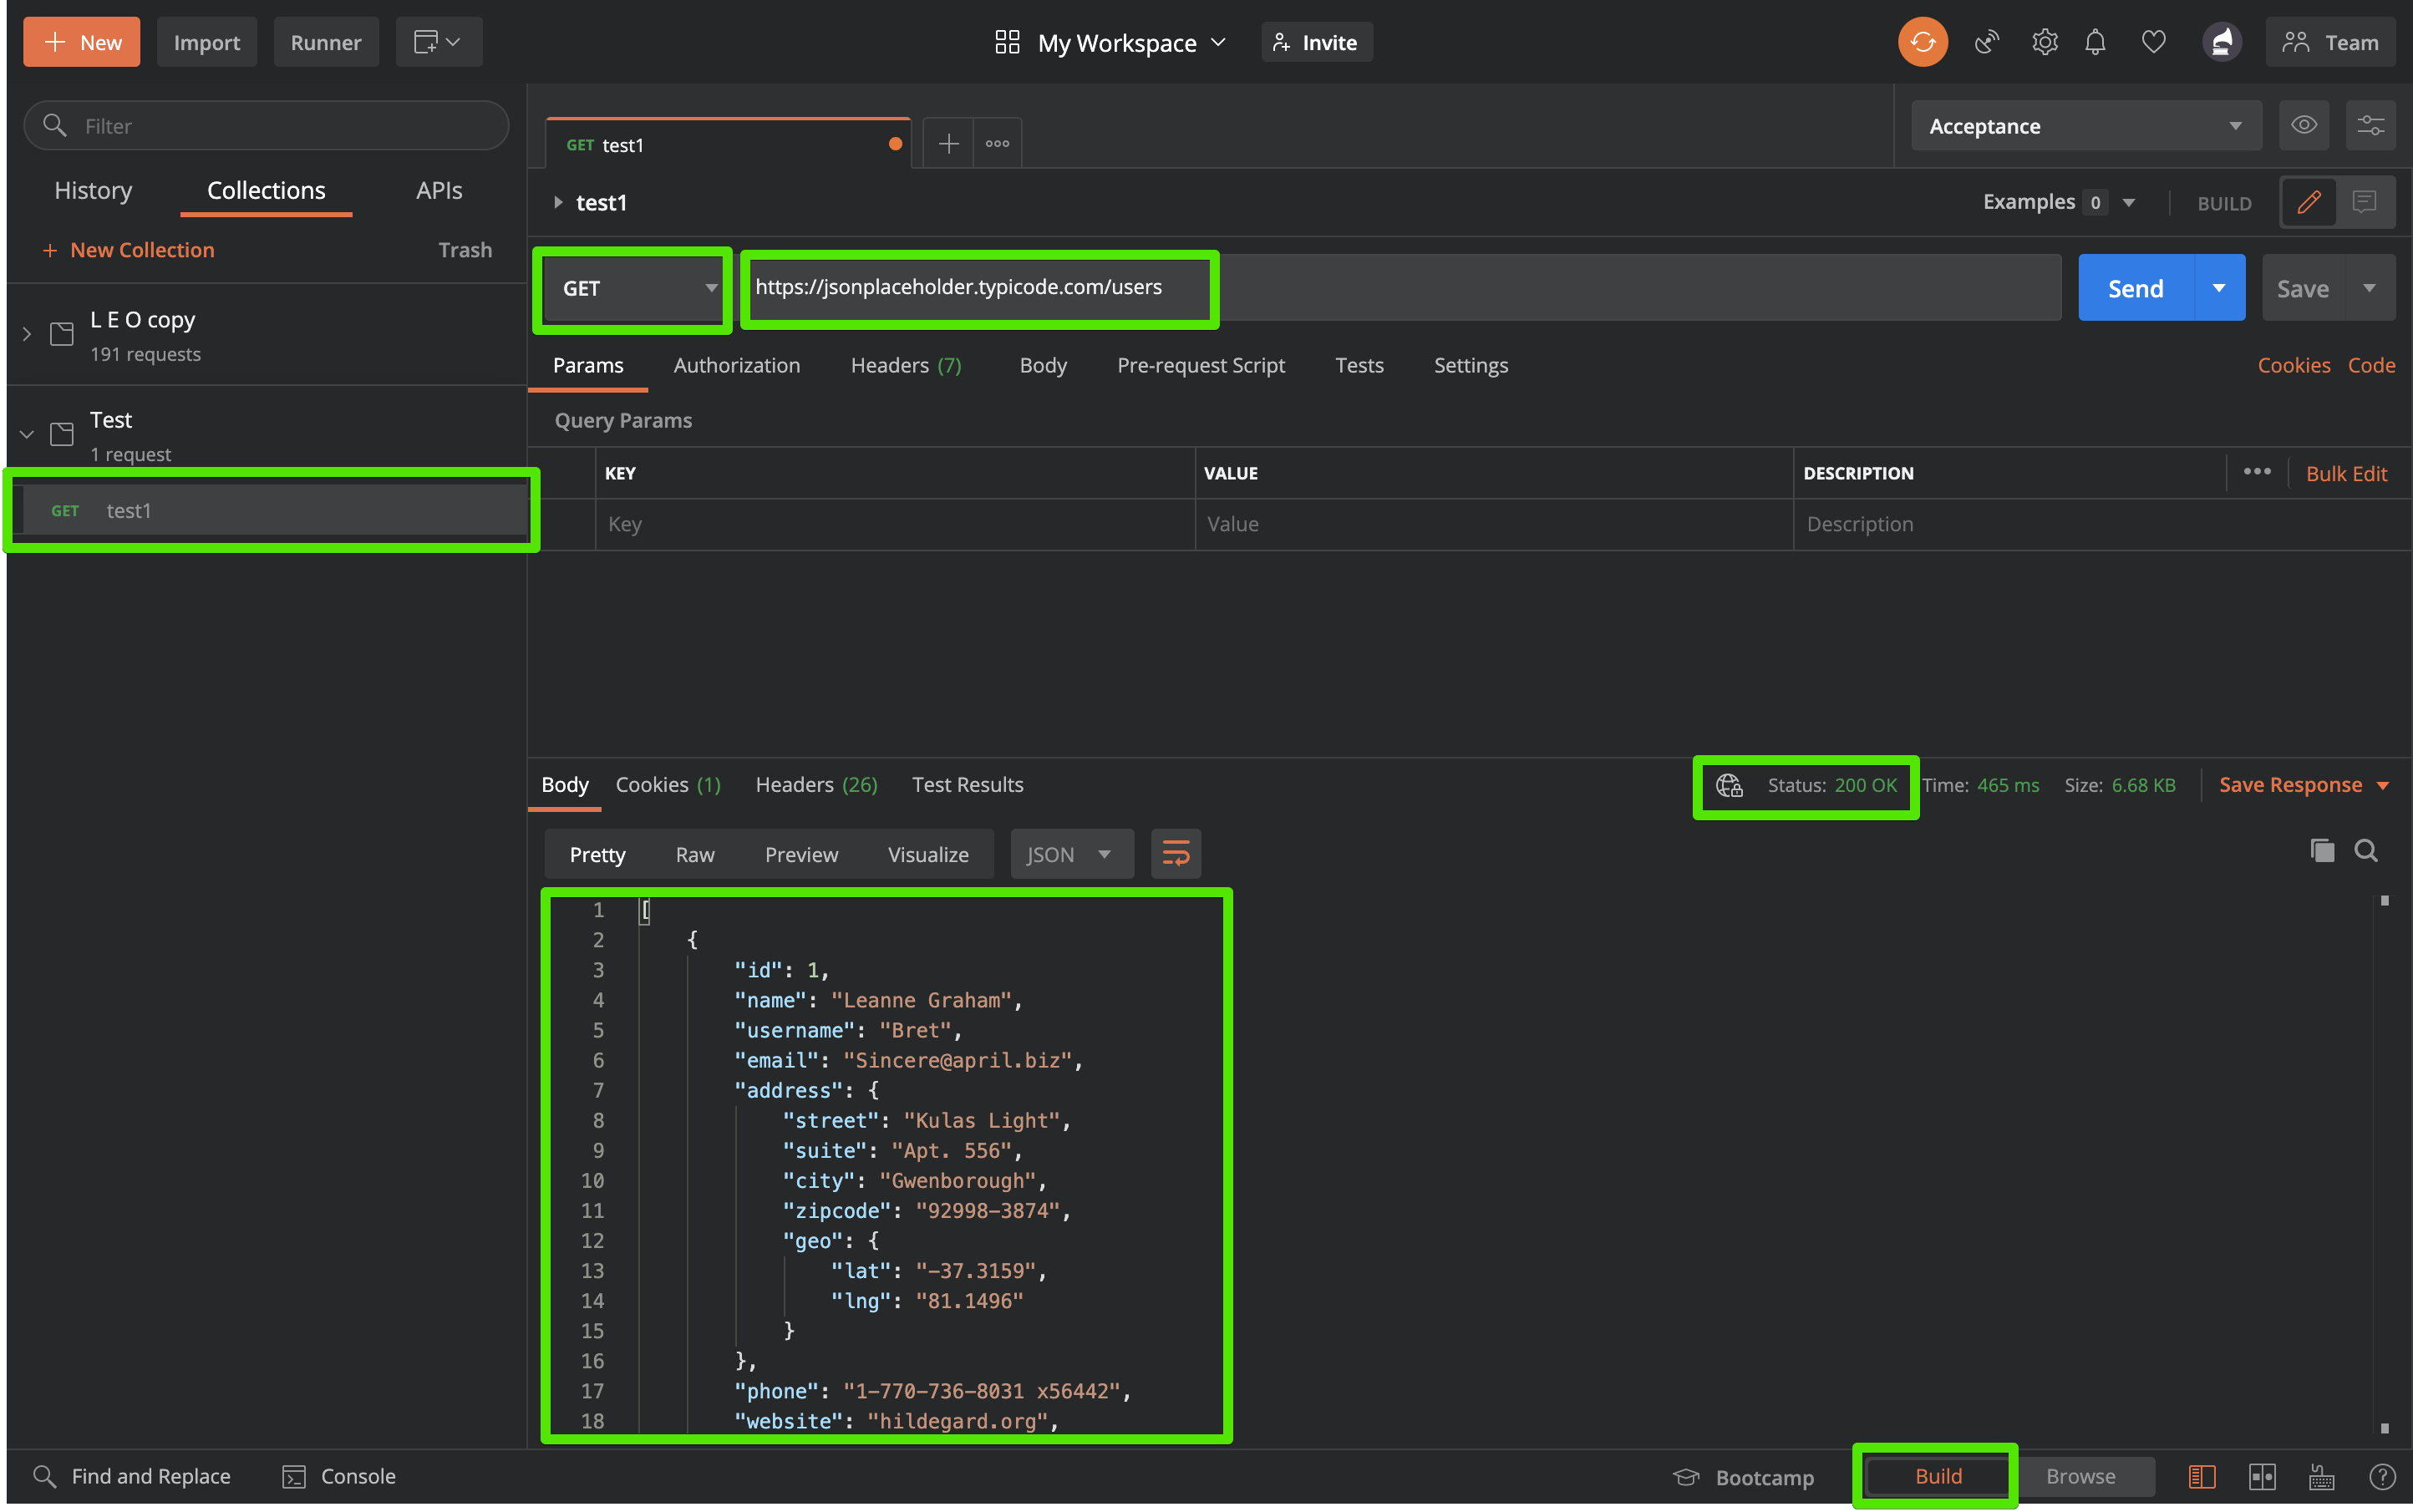 New Import Runner My Workspace Invite Team
Filter
GET test1
Acceptance
History Collections APIs
test1
Examples 0 BUILD
New Collection Trash
GET https://jsonplaceholder.typicode.com/users Send Save
L E O copy
191 requests
Params Authorization Headers (7) Body Pre-request Script Tests Settings Cookies Code
Test
1 request
Query Params
KEY VALUE DESCRIPTION Bulk Edit
GET test1
Key Value Description
Body Cookies (1) Headers (26) Test Results Status: 200 OK Time: 465 ms Size: 6.68 KB Save Response
Pretty Raw Preview Visualize JSON
1 [
2 {
3 "id": 1,
4 "name": "Leanne Graham",
5 "username": "Bret",
6 "email": "Sincere@april.biz",
7 "address": {
8 "street": "Kulas Light",
9 "suite": "Apt. 556",
10 "city": "Gwenborough",
11 "zipcode": "92998-3874",
12 "geo": {
13 "lat": "-37.3159",
14 "lng": "81.1496"
15 }
16 },
17 "phone": "1-770-736-8031 x56442",
18 "website": "hildegard.org",
Find and Replace Console Bootcamp Build Browse